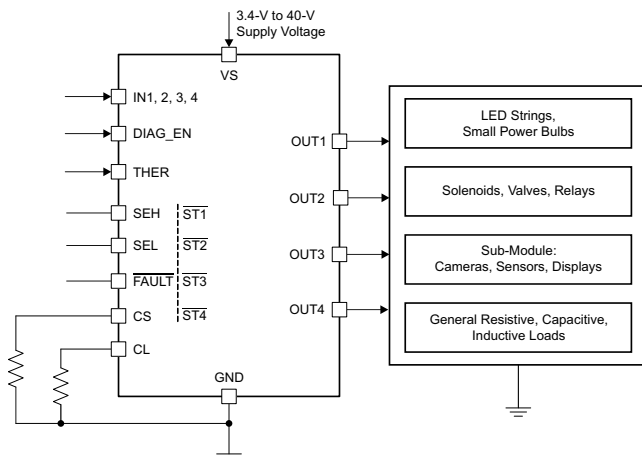 3.4-V to 40-V
Supply Voltage
VS
IN1, 2, 3, 4
DIAG_EN
THER
SEH
ST1
SEL
ST2
FAULT
ST3
CS
ST4
CL
GND
OUT1
OUT2
OUT3
OUT4
LED Strings,
Small Power Bulbs
Solenoids, Valves, Relays
Sub-Module:
Cameras, Sensors, Displays
General Resistive, Capacitive,
Inductive Loads